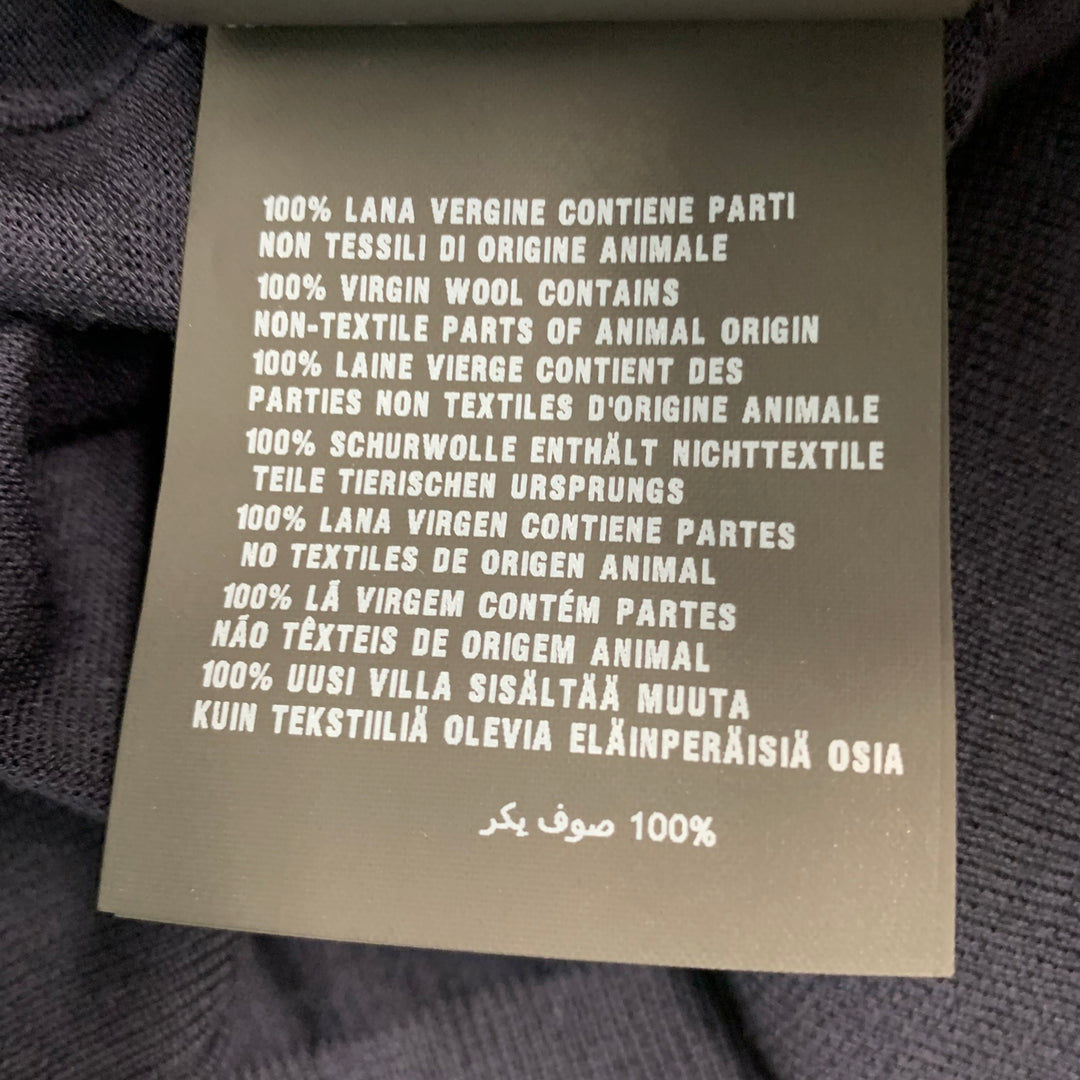 100% LANA VERGINE CONTIENE PARTI
NON TESSILI DI ORIGINE ANIMALE
100% VIRGIN WOOL CONTAINS
NON-TEXTILE PARTS OF ANIMAL ORIGIN
100% LAINE VIERGE CONTIENT DES
PARTIES NON TEXTILES D'ORIGINE ANIMALE
100% SCHURWOLLE ENTHÄLT NICHTTEXTILE
TEILE TIERISCHEN URSPRUNGS
100% LANA VIRGEN CONTIENE PARTES
NO TEXTILES DE ORIGEN ANIMAL
100% LÃ VIRGEM CONTÉM PARTES
NÃO TÊXTEIS DE ORIGEM ANIMAL
100% UUSI VILLA SISÄLTÄÄ MUUTA
KUIN TEKSTIILIÄ OLEVIA ELÄINPERÄISIÄ OSIA
100% صوف يكر